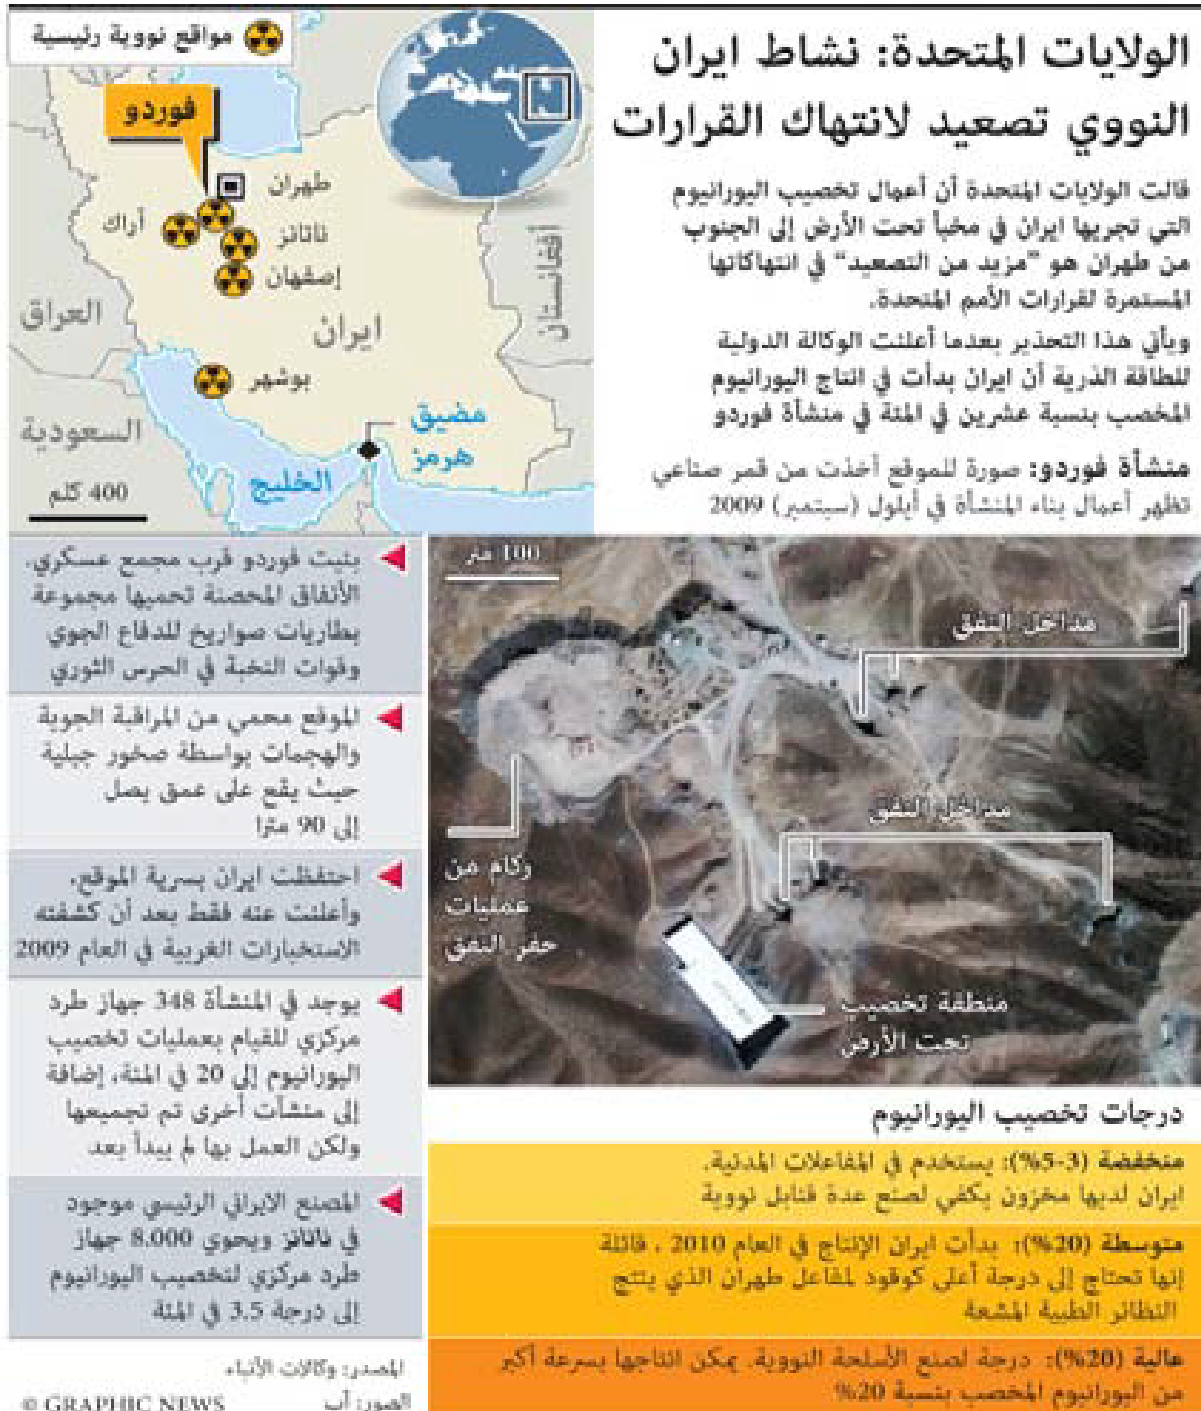 الولايات المتحدة: نشاط ايران
النووي تصعيد لانتهاك القرارات
قالت الولايات المتحدة أن أعمال تخصيب اليورانيوم
التي تجريها ايران في مخبأ تحت الأرض إلى الجنوب
من طهران هو "مزيد من التصعيد" في انتهاكاتها
المستمرة لقرارات الأمم المتحدة.
ويأتي هذا التحذير بعدما أعلنت الوكالة الدولية
للطاقة الذرية أن ايران بدأت في انتاج اليورانيوم
المخصب بنسبة عشرين في المئة في منشأة فوردو
منشأة فوردو: صورة للموقع أخذت من قمر صناعي
تظهر أعمال بناء المنشأة في أيلول (سبتمبر) 2009
مواقع نووية رئيسية
فوردو
طهران
أراك
ناتانز
إصفهان
أفغانستان
العراق
ايران
بوشهر
السعودية
مضيق
هرمز
الخليج
400 كلم
100 متر
مداخل النفق
مداخل النفق
ركام من
عمليات
حفر النفق
منطقة تخصيب
تحت الأرض
بنيت فوردو قرب مجمع عسكري.
الأنفاق المحصنة تحميها مجموعة
بطاريات صواريخ للدفاع الجوي
وقوات النخبة في الحرس الثوري
الموقع محمي من المراقبة الجوية
والهجمات بواسطة صخور جبلية
حيث يقع على عمق يصل
إلى 90 مترا
احتفظت ايران بسرية الموقع،
وأعلنت عنه فقط بعد أن كشفته
الاستخبارات الغربية في العام 2009
يوجد في المنشأة 348 جهاز طرد
مركزي للقيام بعمليات تخصيب
اليورانيوم إلى 20 في المئة، إضافة
إلى منشآت أخرى تم تجميعها
ولكن العمل بها لم يبدأ بعد
المصنع الايراني الرئيسي موجود
في ناتانز ويحوي 8.000 جهاز
طرد مركزي لتخصيب اليورانيوم
إلى درجة 3.5 في المئة
درجات تخصيب اليورانيوم
منخفضة (3-5%): يستخدم في المفاعلات المدنية.
ايران لديها مخزون يكفي لصنع عدة قنابل نووية
متوسطة (20%): بدأت ايران الإنتاج في العام 2010 ، قائلة
إنها تحتاج إلى درجة أعلى كوقود لمفاعل طهران الذي ينتج
النظائر الطبية المشعة
عالية (20%): درجة لصنع الأسلحة النووية. يمكن انتاجها بسرعة أكبر
من اليورانيوم المخصب بنسبة 20%
المصدر: وكالات الأنباء
الصور: أب
© GRAPHIC NEWS